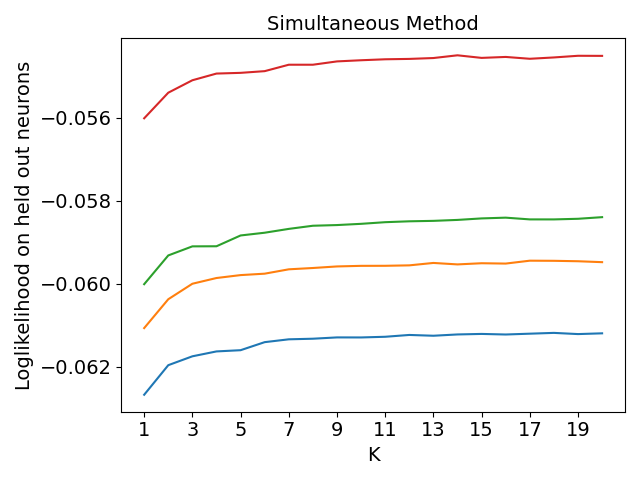 Simultaneous Method
Loglikelihood on held out neurons
−0.056
−0.058
−0.060
−0.062
1 3 5 7 9 11 13 15 17 19
K